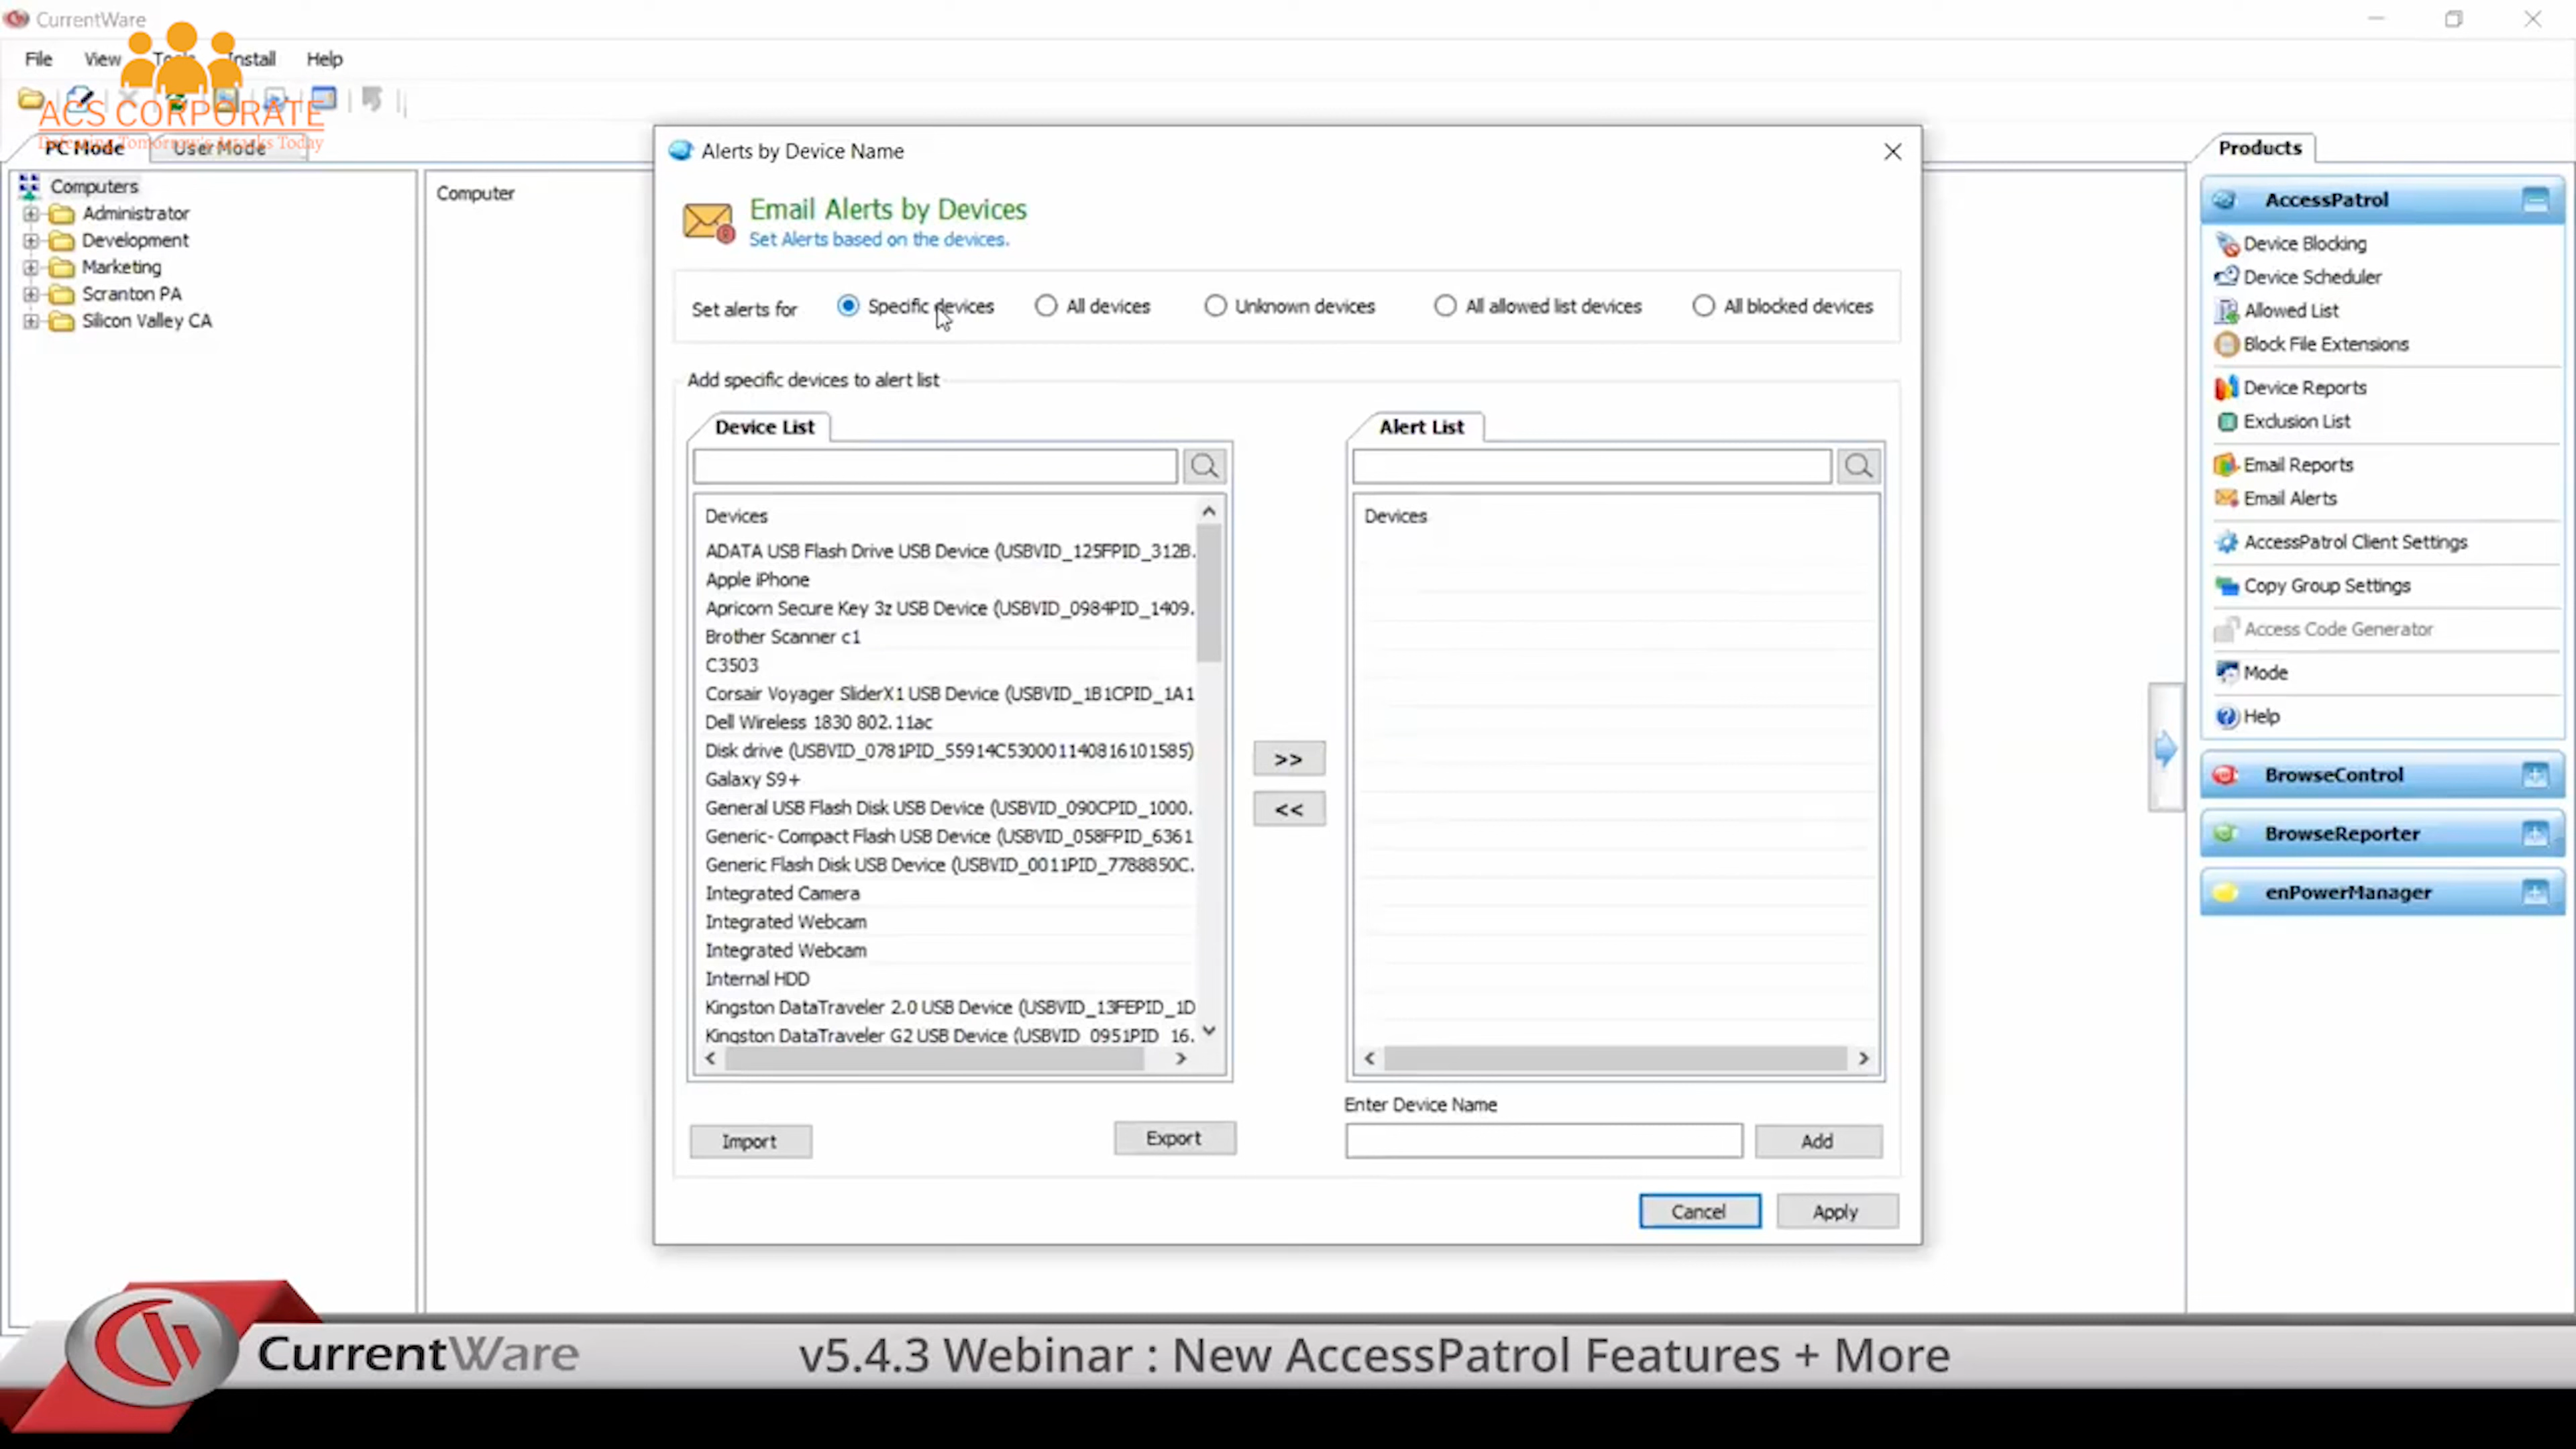 CurrentWare
File View Tools Install Help
ACS CORPORATE
Defensing Tomorrow's Attacks Today
PC Mode User Mode
Computers
Administrator
Development
Marketing
Scranton PA
Silicon Valley CA
Computer
Alerts by Device Name
Email Alerts by Devices
Set Alerts based on the devices.
Set alerts for Specific devices All devices Unknown devices All allowed list devices All blocked devices
Add specific devices to alert list
Device List
Devices
ADATA USB Flash Drive USB Device (USBVID_125FPID_312B.
Apple iPhone
Apricorn Secure Key 3z USB Device (USBVID_0984PID_1409.
Brother Scanner c1
C3503
Corsair Voyager SliderX1 USB Device (USBVID_1B1CPID_1A1
Dell Wireless 1830 802.11ac
Disk drive (USBVID_0781PID_55914C530001140816101585)
Galaxy S9+
General USB Flash Disk USB Device (USBVID_090CPID_1000.
Generic- Compact Flash USB Device (USBVID_058FPID_6361
Generic Flash Disk USB Device (USBVID_0011PID_7788850C.
Integrated Camera
Integrated Webcam
Integrated Webcam
Internal HDD
Kingston DataTraveler 2.0 USB Device (USBVID_13FEPID_1D
Kingston DataTraveler G2 USB Device (USBVID_0951PID_16.
Import Export
>>
<<
Alert List
Devices
Enter Device Name
Add
Cancel Apply
Products
AccessPatrol
Device Blocking
Device Scheduler
Allowed List
Block File Extensions
Device Reports
Exclusion List
Email Reports
Email Alerts
AccessPatrol Client Settings
Copy Group Settings
Access Code Generator
Mode
Help
BrowseControl
BrowseReporter
enPowerManager
CurrentWare
v5.4.3 Webinar : New AccessPatrol Features + More